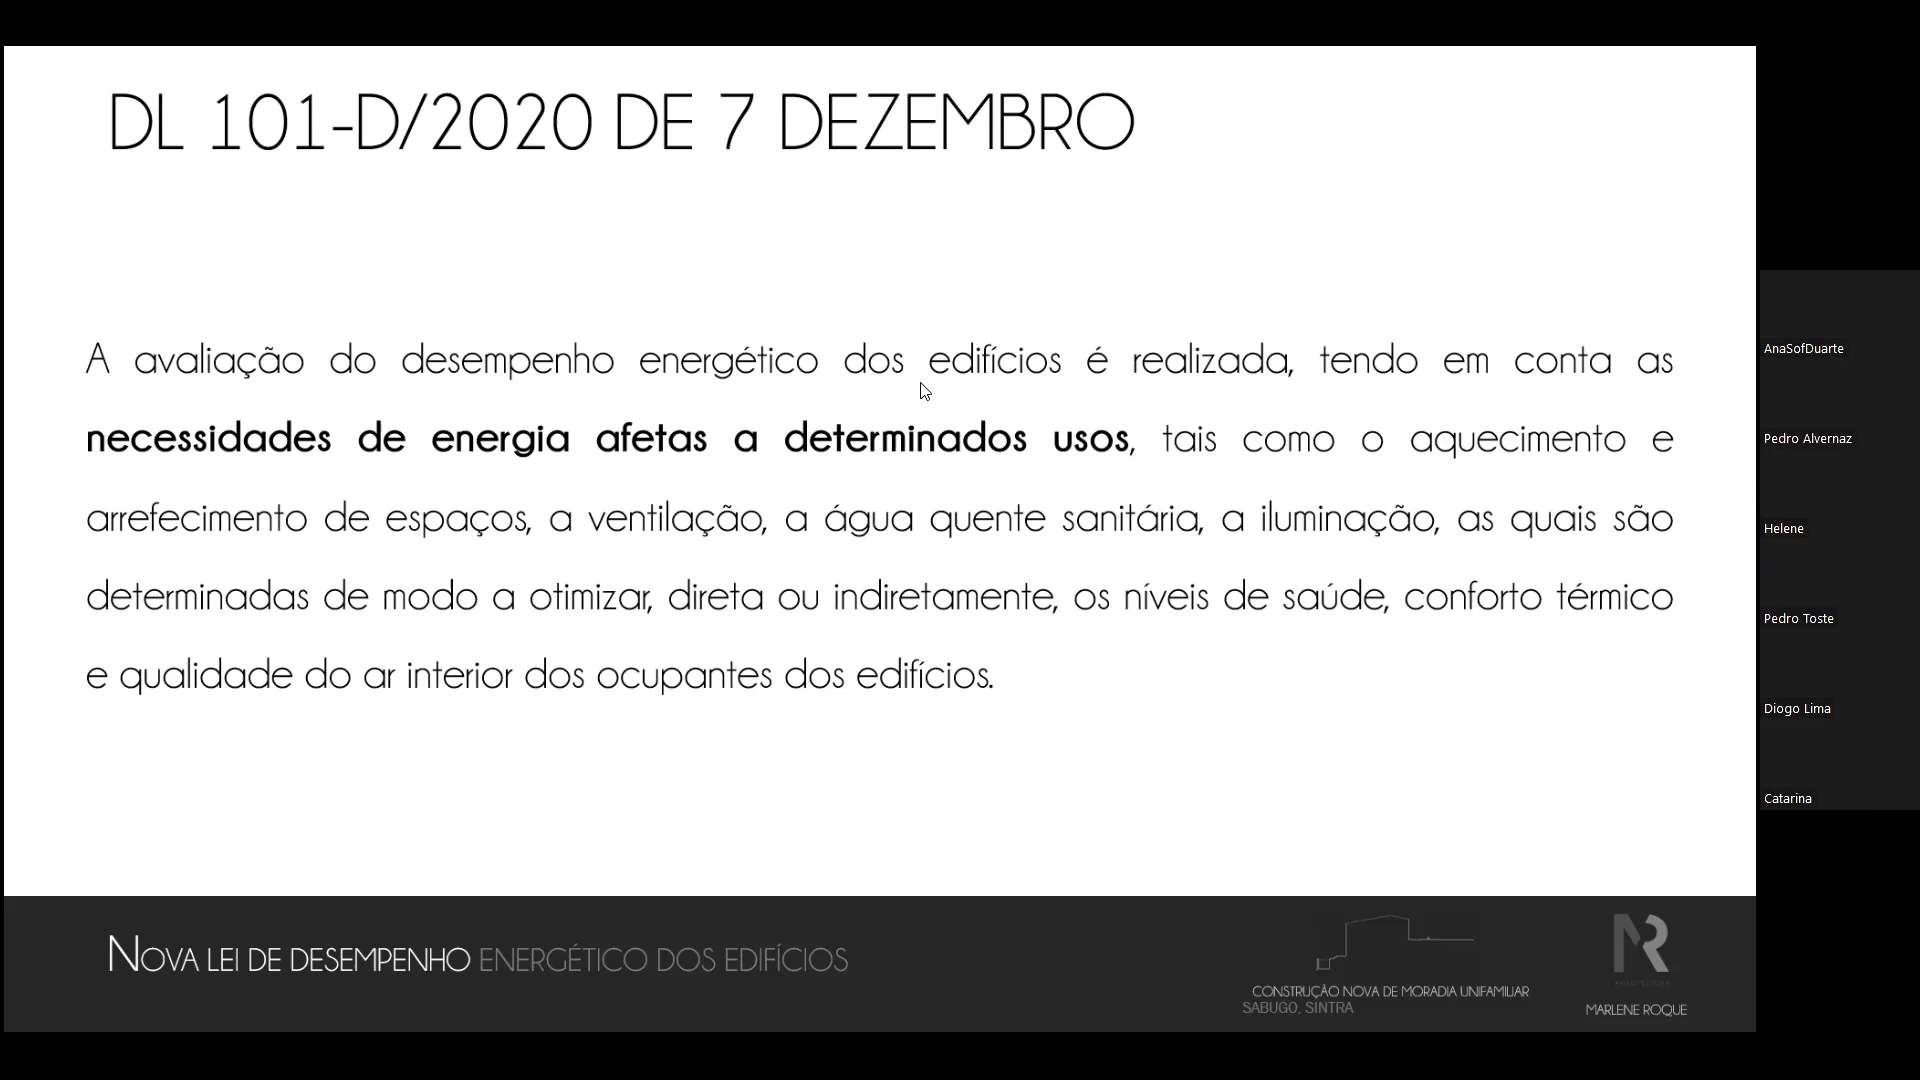 DL 101-D/2020 DE 7 DEZEMBRO
A avaliação do desempenho energético dos edifícios é realizada, tendo em conta as
necessidades de energia afetas a determinados usos, tais como o aquecimento e
arrefecimento de espaços, a ventilação, a água quente sanitária, a iluminação, as quais são
determinadas de modo a otimizar, direta ou indiretamente, os níveis de saúde, conforto térmico
e qualidade do ar interior dos ocupantes dos edifícios.
AnaSofDuarte
Pedro Alvernaz
Helene
Pedro Toste
Diogo Lima
Catarina
NOVA LEI DE DESEMPENHO ENERGÉTICO DOS EDIFÍCIOS
CONSTRUÇÃO NOVA DE MORADIA UNIFAMILIAR
SABUGO, SINTRA
MR
MARLENE ROQUE